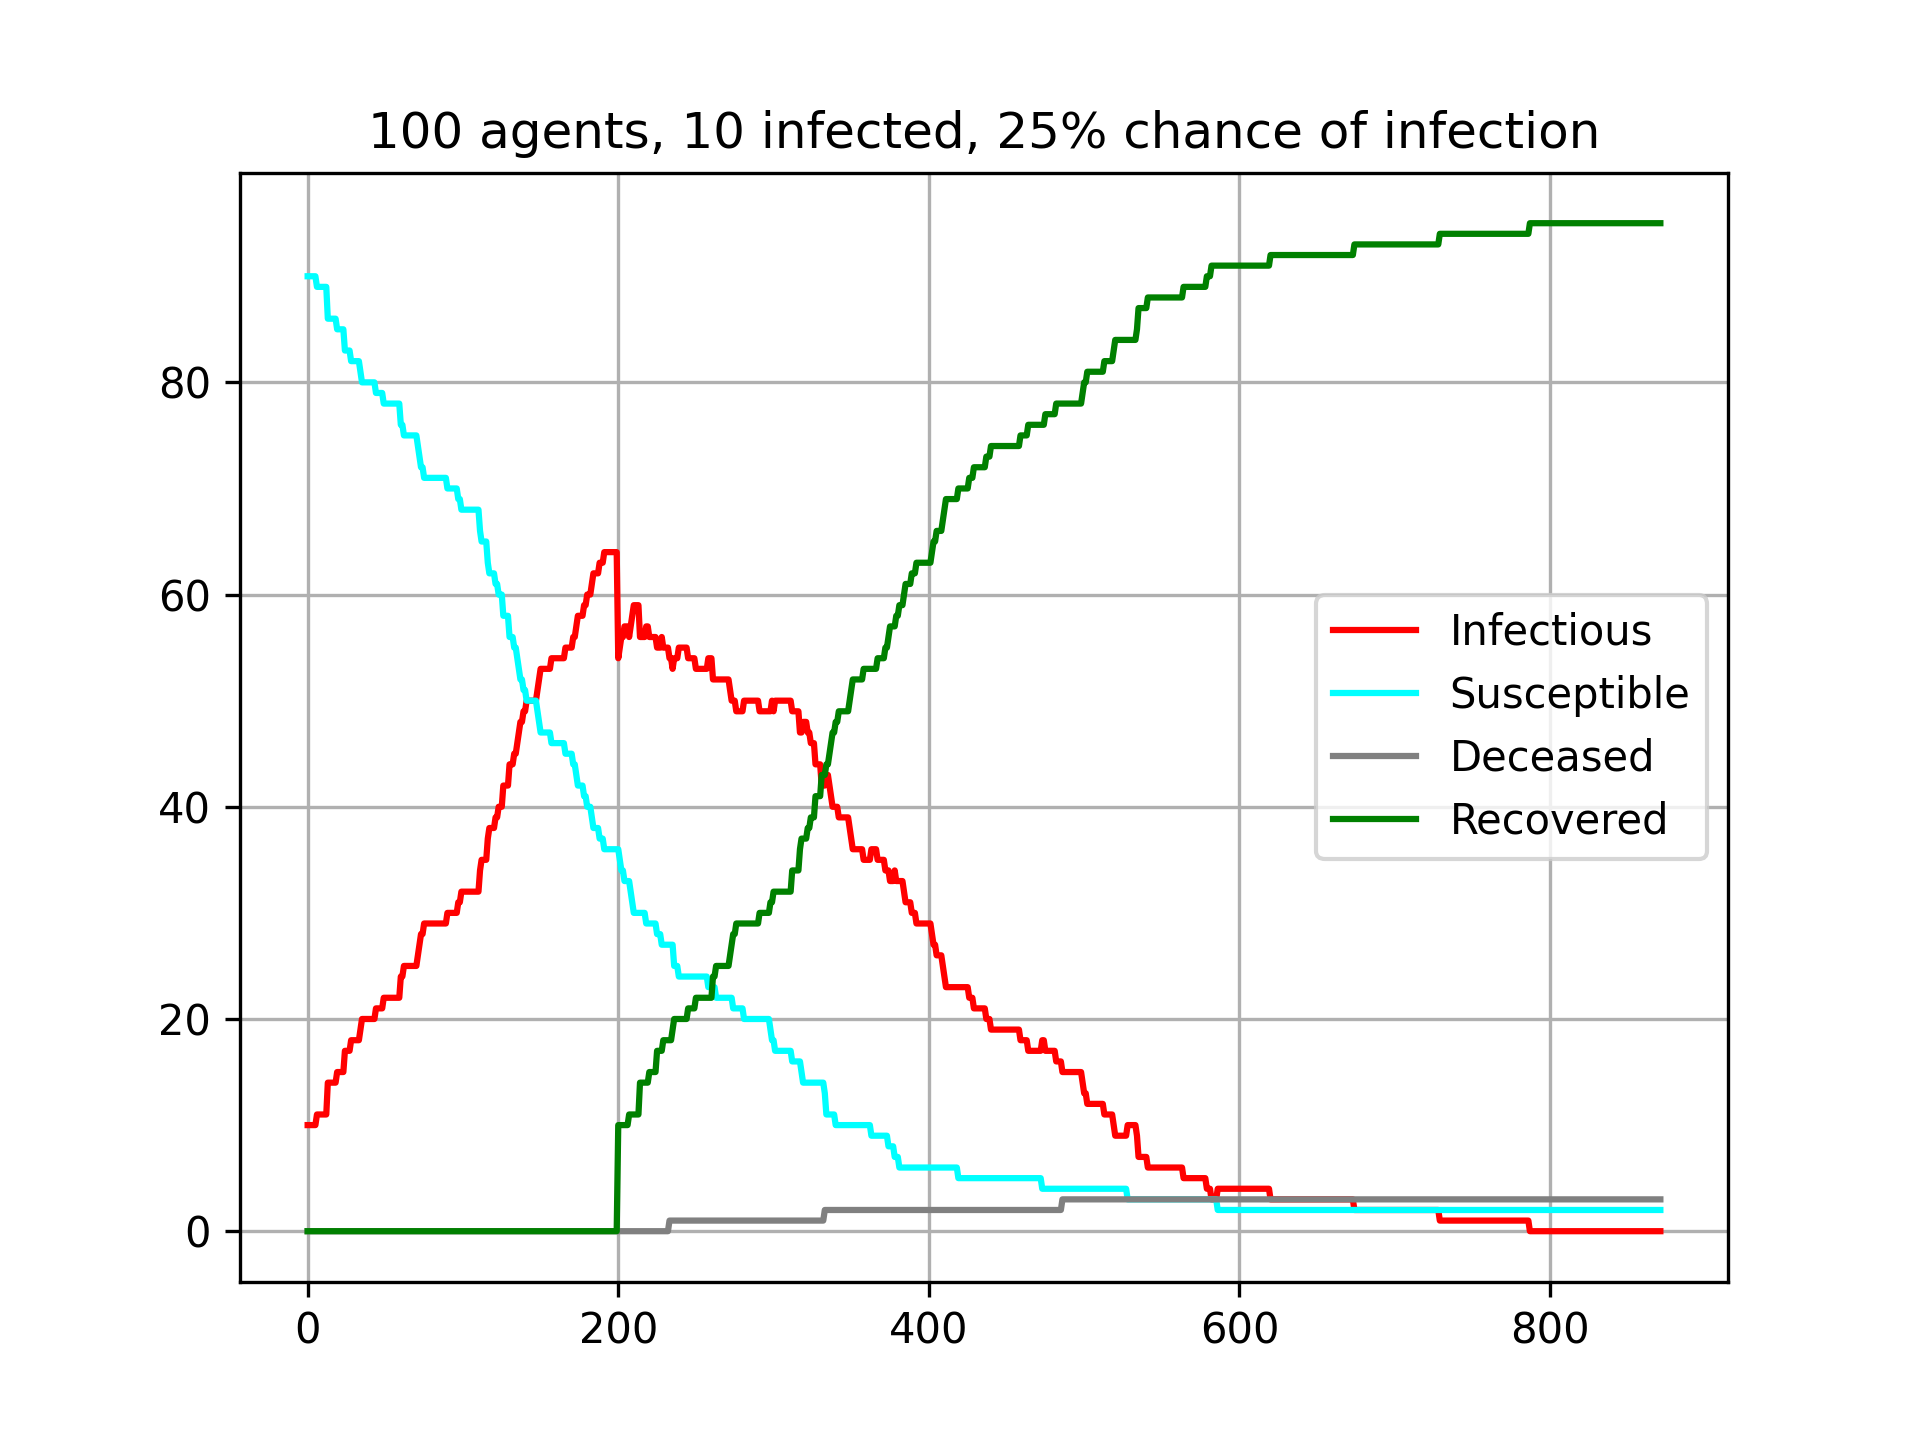 100 agents, 10 infected, 25% chance of infection
80
60
40
20
0
Infectious
Susceptible
Deceased
Recovered
0 200 400 600 800